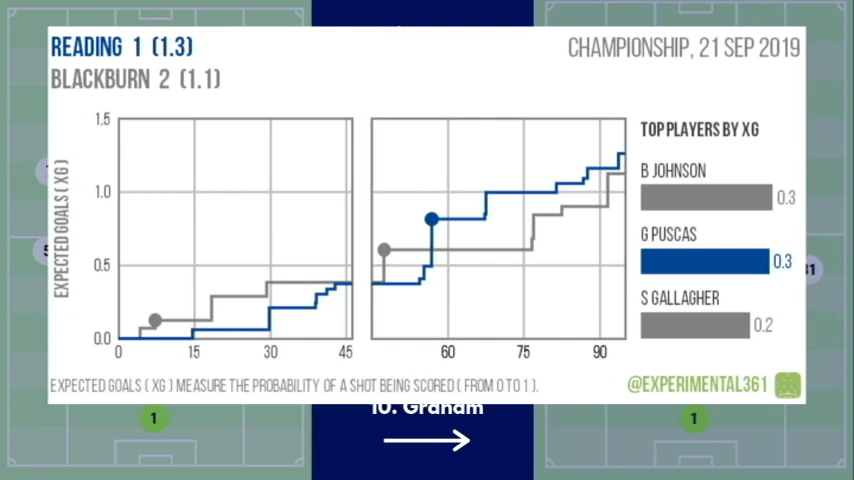 READING 1 (1.3)
CHAMPIONSHIP, 21 SEP 2019
BLACKBURN 2 (1.1)
EXPECTED GOALS ( XG )
1.5
1.0
0.5
0.0
0 15 30 45 60 75 90
TOP PLAYERS BY XG
B JOHNSON
0.3
G PUSCAS
0.3
S GALLAGHER
0.2
EXPECTED GOALS ( XG ) MEASURE THE PROBABILITY OF A SHOT BEING SCORED ( FROM 0 TO 1 ).
@EXPERIMENTAL361
10. Graham
1
1